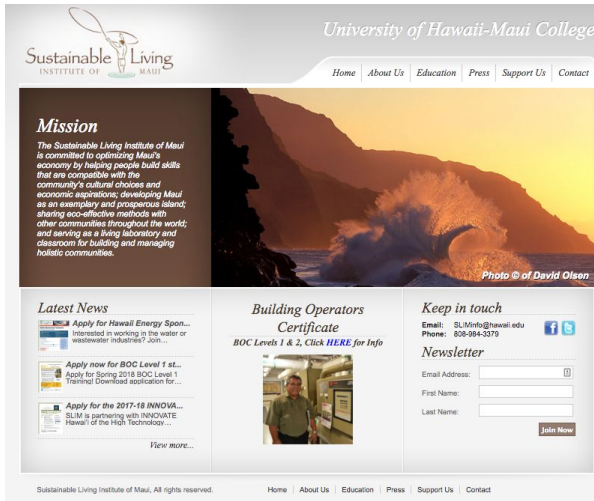 University of Hawaii-Maui College
Sustainable Living
INSTITUTE OF MAUI
Home About Us Education Press Support Us Contact
Mission
The Sustainable Living Institute of Maui
is committed to optimizing Maui's
economy by helping people build skills
that are compatible with the
community's cultural choices and
economic aspirations; developing Maui
as an exemplary and prosperous island;
sharing eco-effective methods with
other communities throughout the world;
and serving as a living laboratory and
classroom for building and managing
holistic communities.
Photo © of David Olsen
Latest News
Apply for Hawaii Energy Spon...
Interested in working in the water or
wastewater industries? Join...
Apply now for BOC Level 1 st...
Apply for Spring 2018 BOC Level 1
Training! Download application for...
Apply for the 2017-18 INNOVA...
SLIM is partnering with INNOVATE
Hawai'i of the High Technology...
View more...
Building Operators
Certificate
BOC Levels 1 & 2, Click HERE for Info
Keep in touch
Email: SLIMinfo@hawaii.edu
Phone: 808-984-3379
Newsletter
Email Address:
First Name:
Last Name:
Join Now
Suistainable Living Institute of Maui, All rights reserved.
Home About Us Education Press Support Us Contact